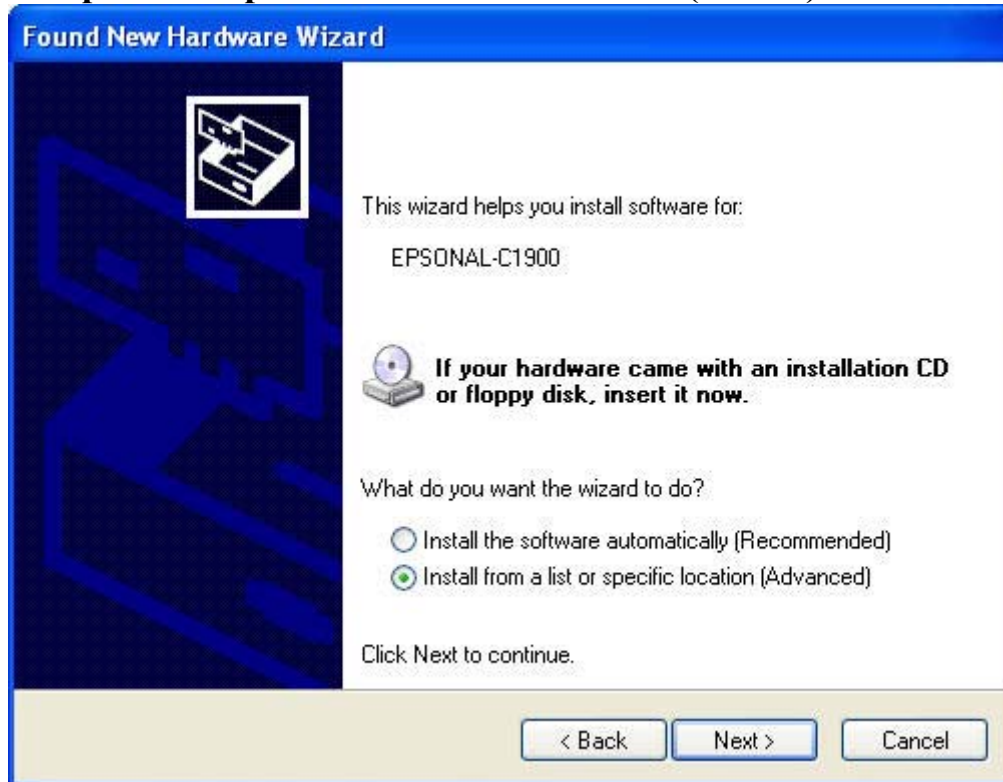 Found New Hardware Wizard
This wizard helps you install software for:
EPSONAL-C1900
If your hardware came with an installation CD
or floppy disk, insert it now.
What do you want the wizard to do?
Install the software automatically (Recommended)
Install from a list or specific location (Advanced)
Click Next to continue.
< Back
Next >
Cancel